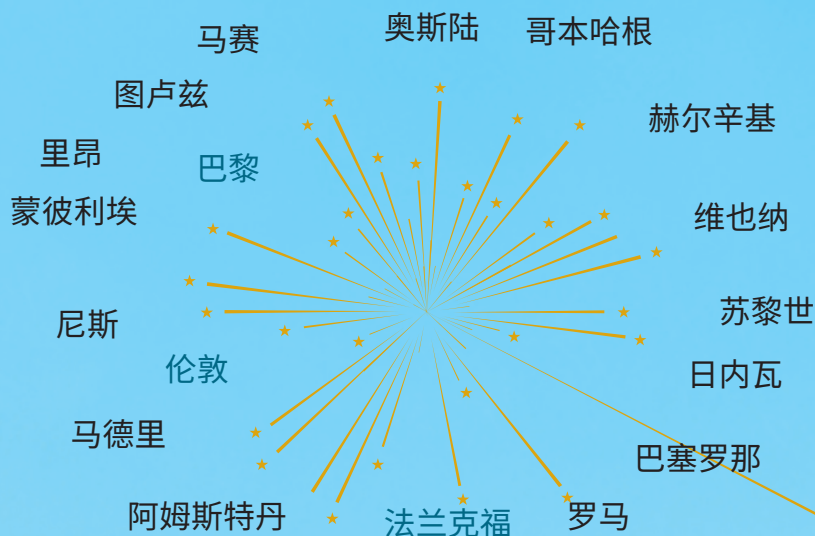 奥斯陆
哥本哈根
马赛
图卢兹
赫尔辛基
里昂
巴黎
蒙彼利埃
维也纳
苏黎世
尼斯
伦敦
日内瓦
马德里
巴塞罗那
阿姆斯特丹
法兰克福
罗马